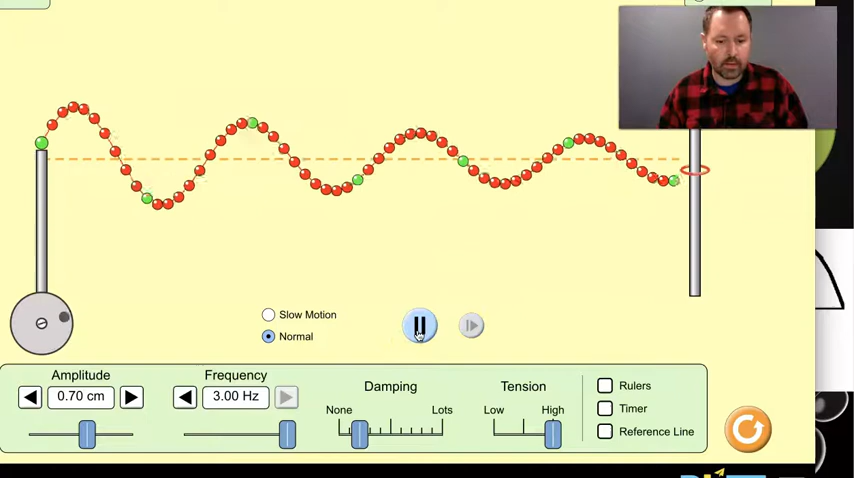 Slow Motion
Normal
Amplitude
0.70 cm
Frequency
3.00 Hz
Damping
None
Lots
Tension
Low
High
Rulers
Timer
Reference Line